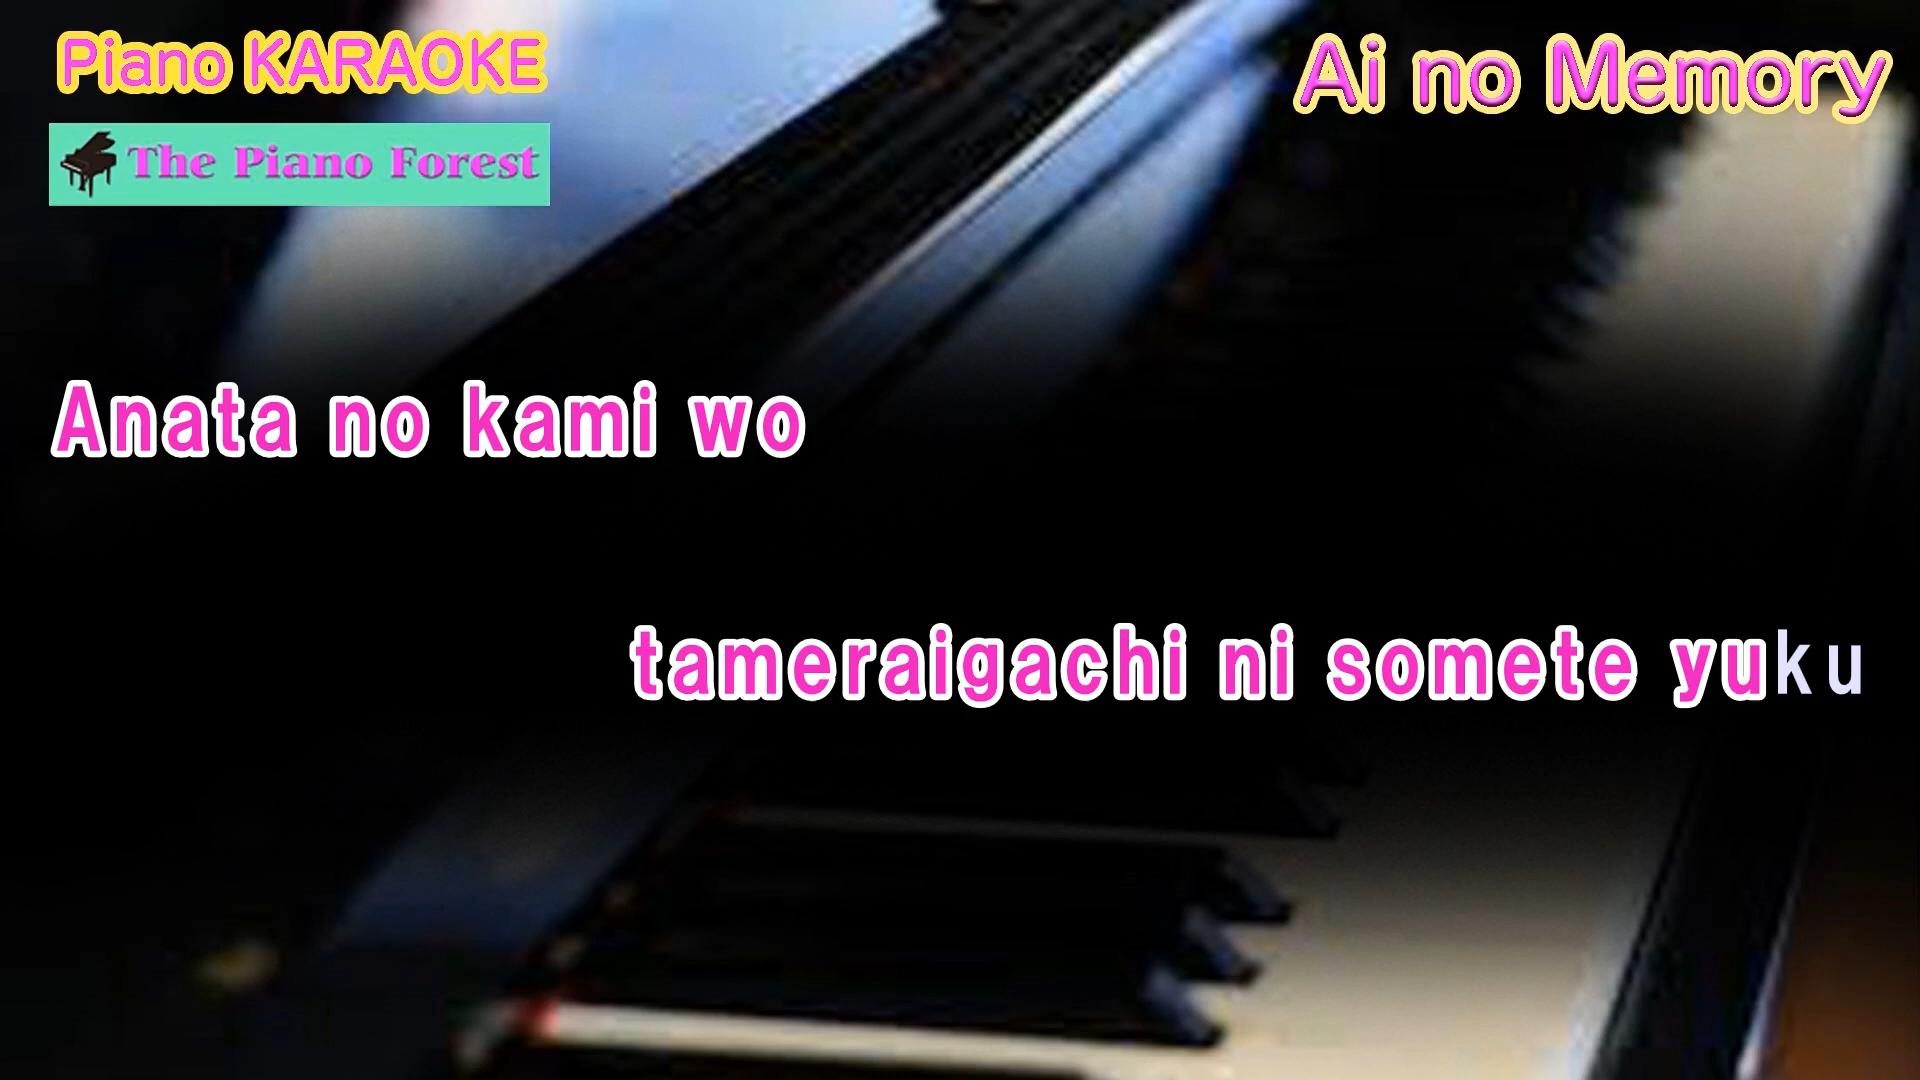 Piano KARAOKE
Ai no Memory
The Piano Forest
Anata no kami wo
tameraigachi ni somete yuku